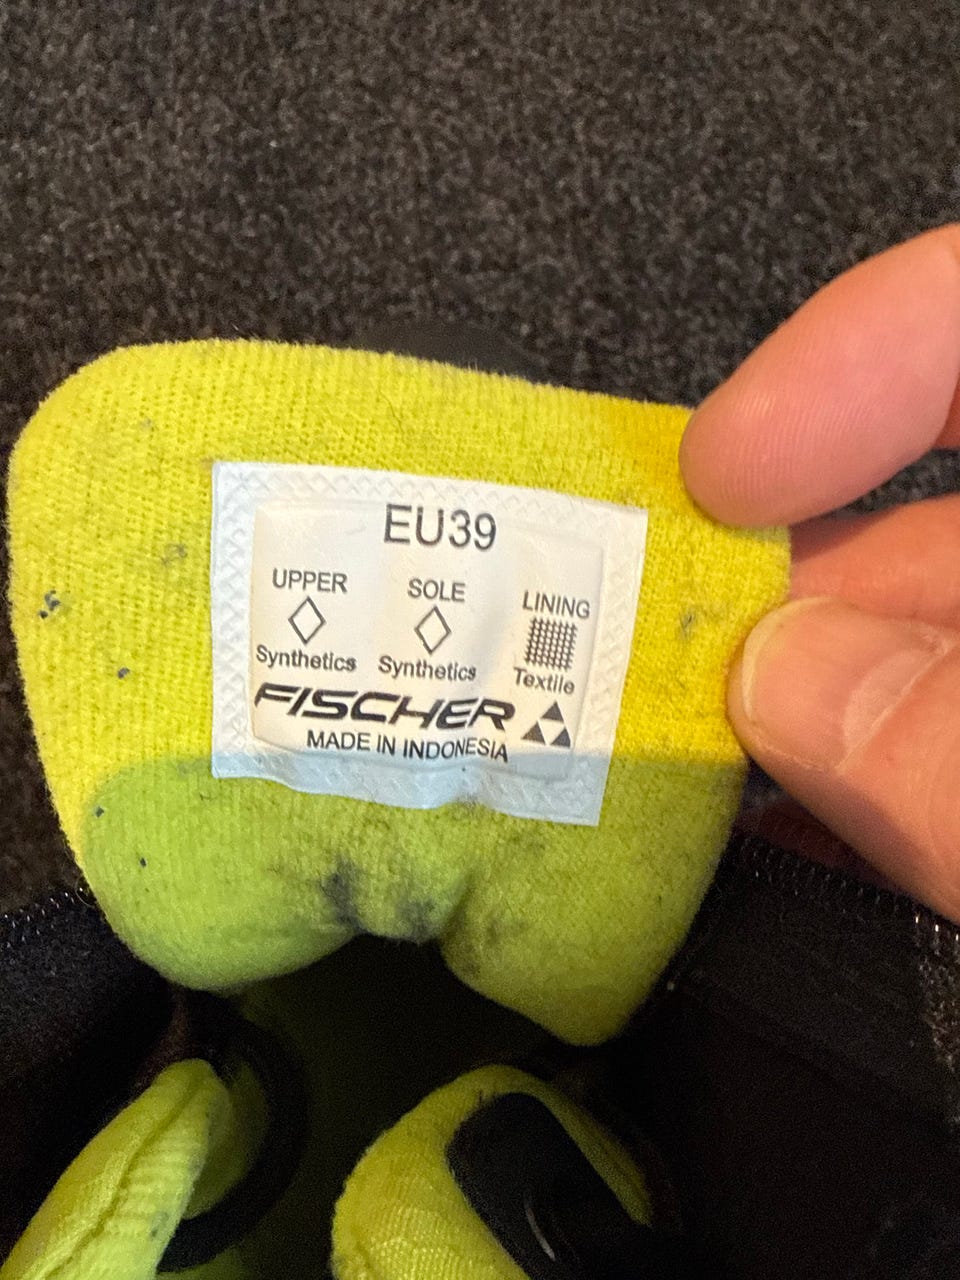 EU39
UPPER SOLE LINING
Synthetics Synthetics Textile
FISCHER
MADE IN INDONESIA